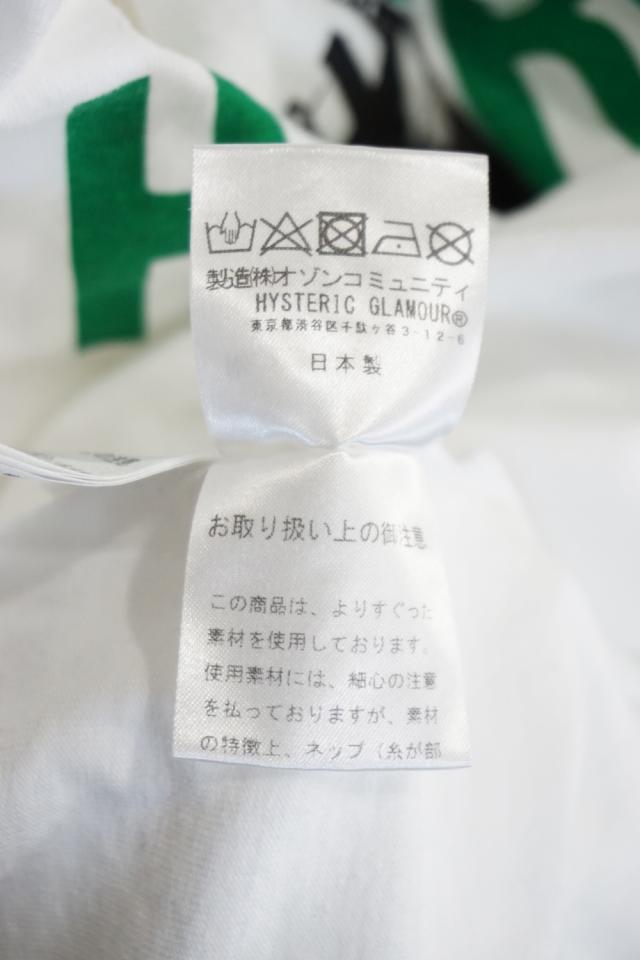 製造㈱オゾンコミュニティ
HYSTERIC GLAMOUR®
東京都渋谷区千駄ヶ谷3-12-6
日本製
お取り扱い上の御注意
この商品は、よりすぐった
素材を使用しております。
使用素材には、細心の注意
を払っておりますが、素材
の特徴上、ネップ（糸が部